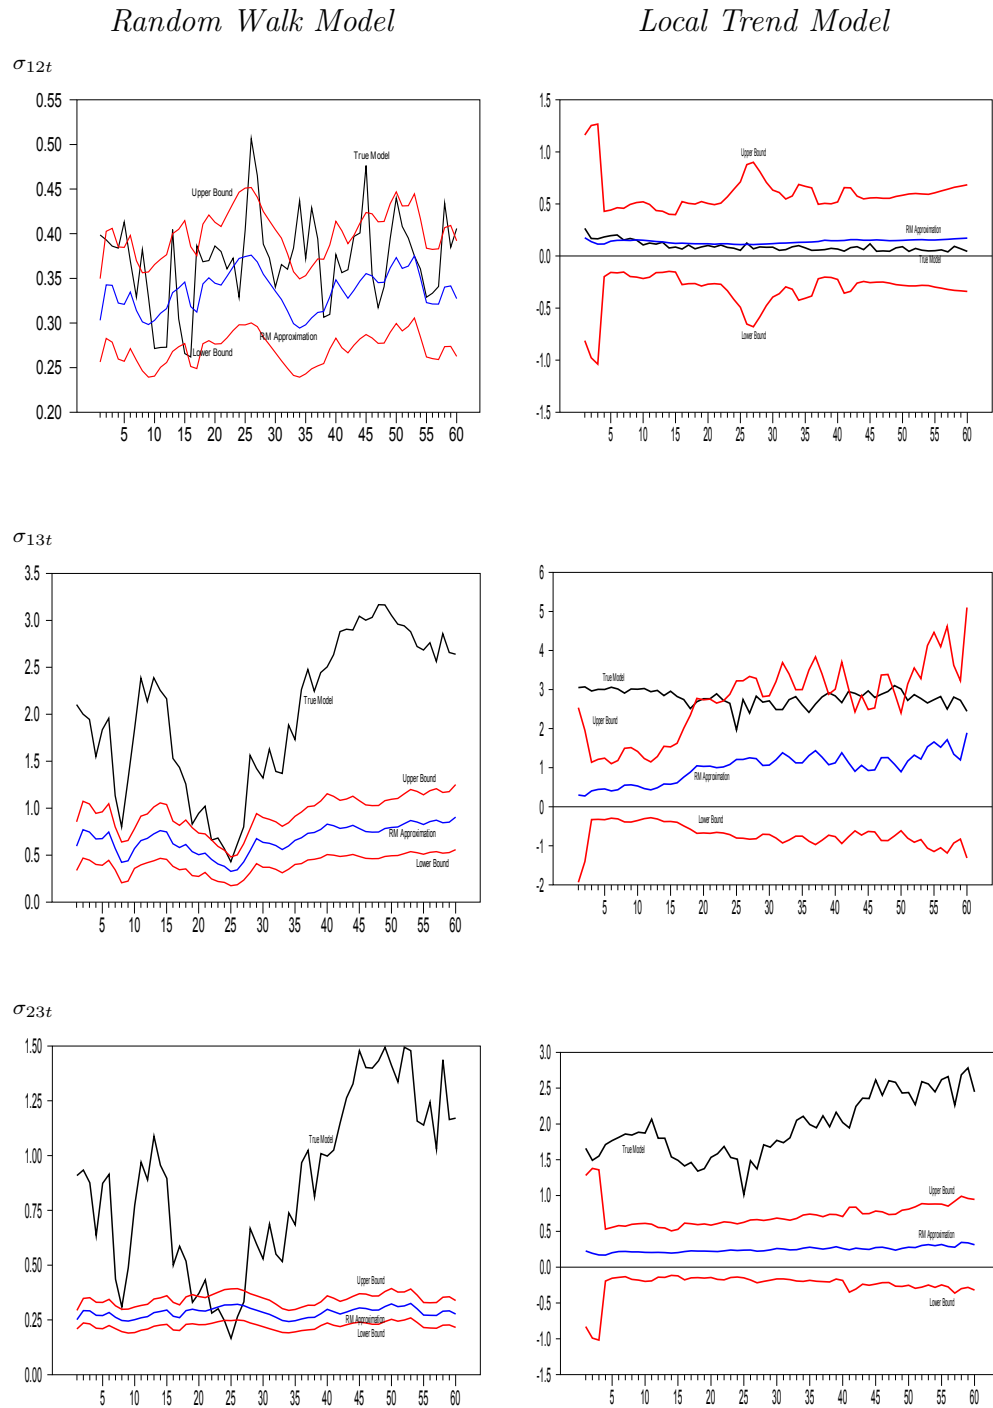 Random Walk Model
Local Trend Model
σ12t
0.55
0.50
0.45
0.40
0.35
0.30
0.25
0.20
True Model
Upper Bound
RM Approximation
Lower Bound
5 10 15 20 25 30 35 40 45 50 55 60
1.5
1.0
0.5
0.0
-0.5
-1.0
-1.5
Upper Bound
RM Approximation
True Model
Lower Bound
5 10 15 20 25 30 35 40 45 50 55 60
σ13t
3.5
3.0
2.5
2.0
1.5
1.0
0.5
0.0
True Model
Upper Bound
RM Approximation
Lower Bound
5 10 15 20 25 30 35 40 45 50 55 60
6
5
4
3
2
1
0
-1
-2
True Model
Upper Bound
RM Approximation
Lower Bound
5 10 15 20 25 30 35 40 45 50 55 60
σ23t
1.50
1.25
1.00
0.75
0.50
0.25
0.00
True Model
Upper Bound
RM Approximation
Lower Bound
5 10 15 20 25 30 35 40 45 50 55 60
3.0
2.5
2.0
1.5
1.0
0.5
0.0
-0.5
-1.0
-1.5
True Model
Upper Bound
RM Approximation
Lower Bound
5 10 15 20 25 30 35 40 45 50 55 60